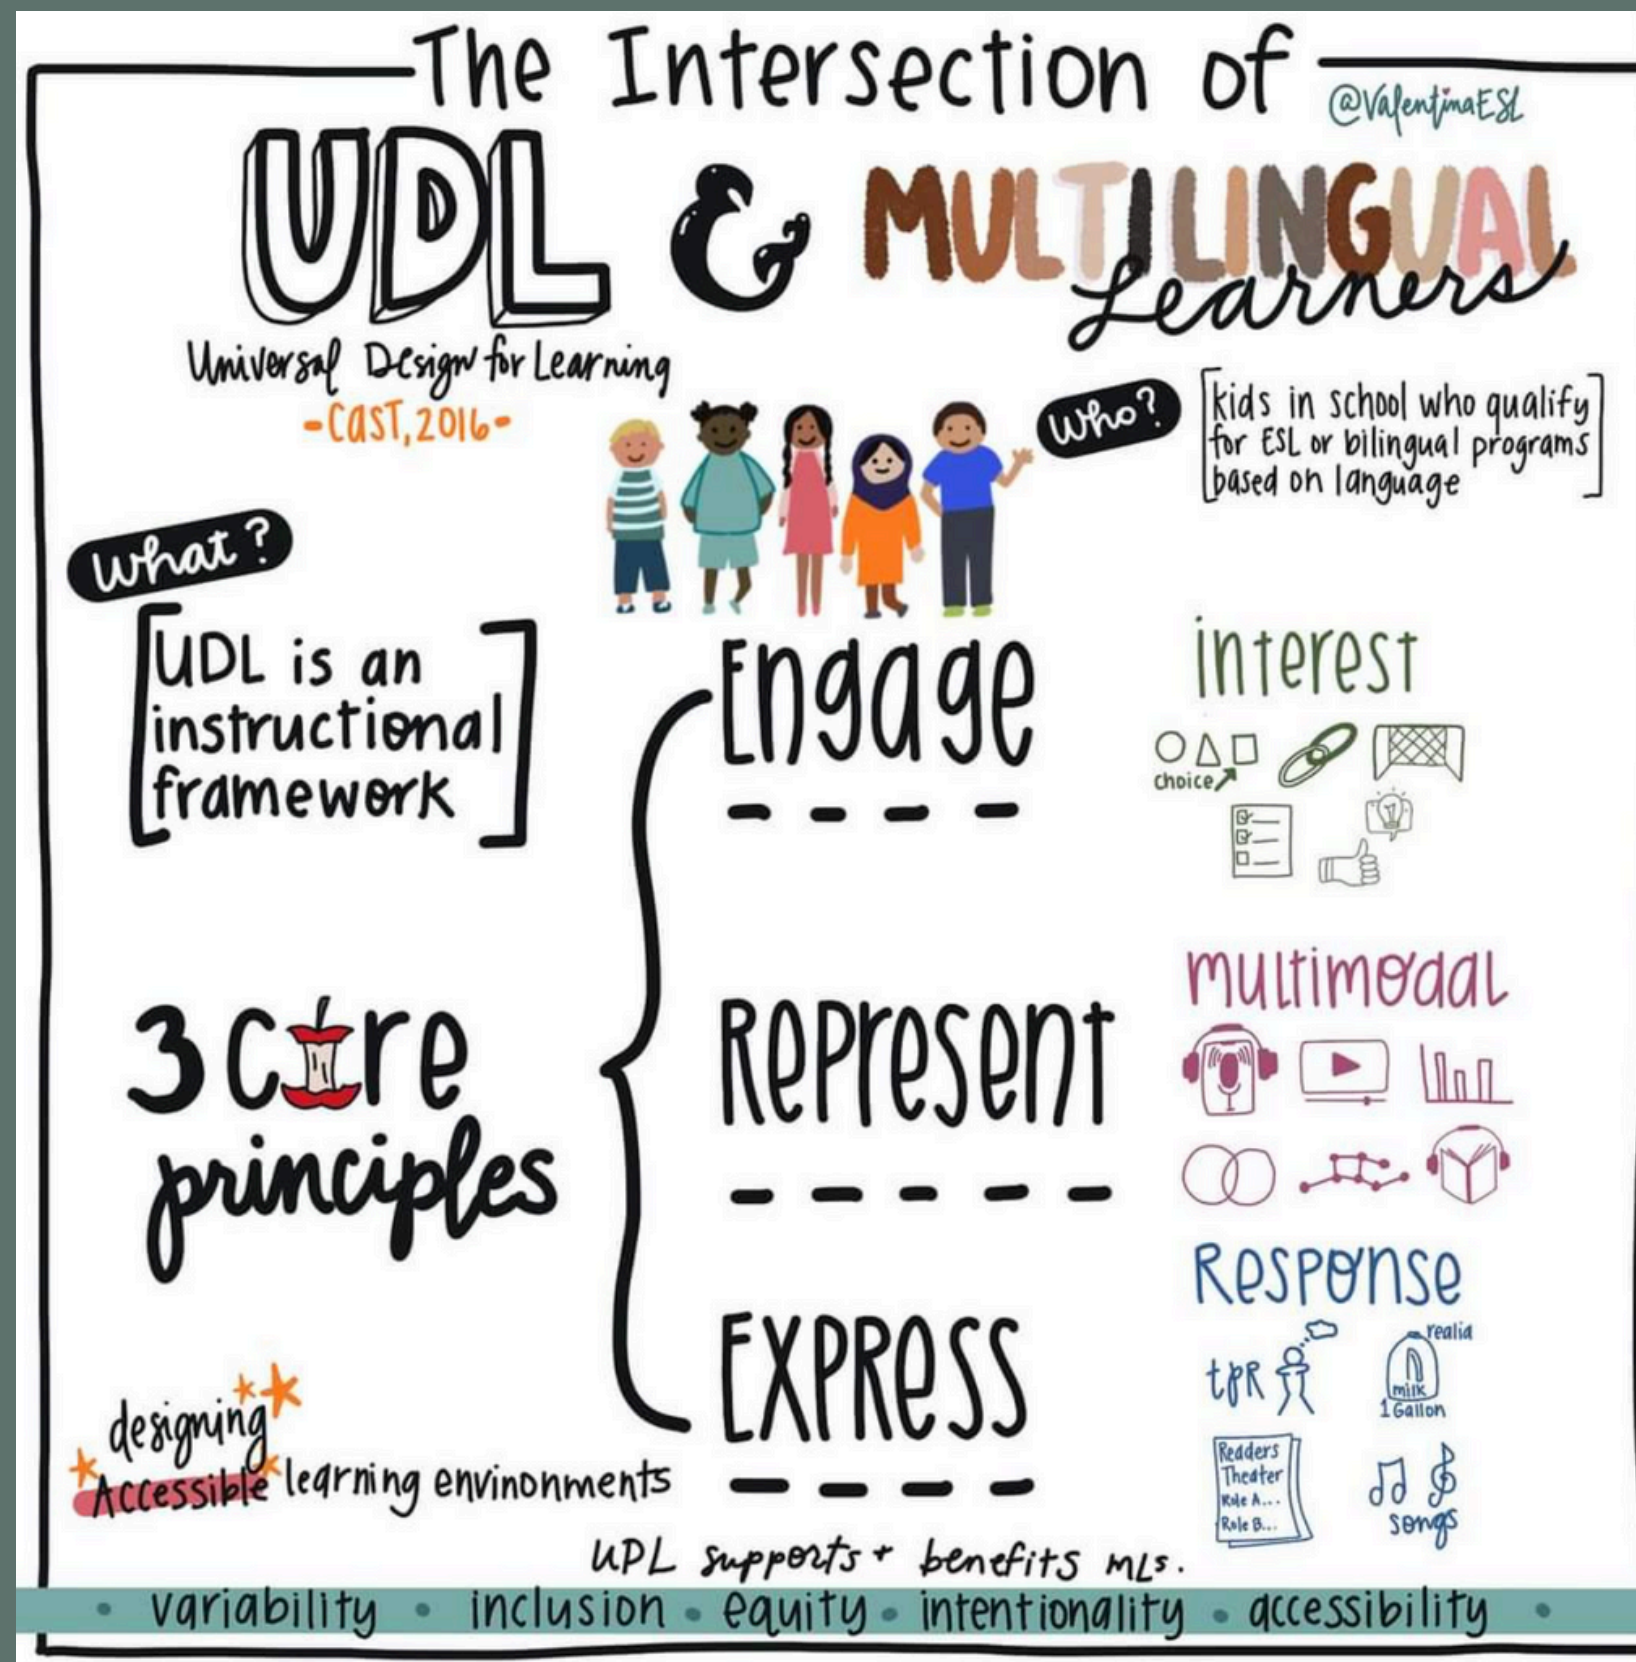 The Intersection of
@ValentinaESL
UDL & MULTILINGUAL
Learners
Universal Design for Learning
-CAST, 2016-
Who?
kids in school who qualify
for ESL or bilingual programs
based on language
What?
UDL is an
instructional
framework
3 core
principles
Engage
interest
choice
Represent
multimodal
Express
Response
tPR
realia
milk
1 Gallon
Readers
Theater
Role A...
Role B...
songs
designing
Accessible learning envinonments
UPL supports + benefits MLs.
• variability • inclusion • equity • intentionality • accessibility •